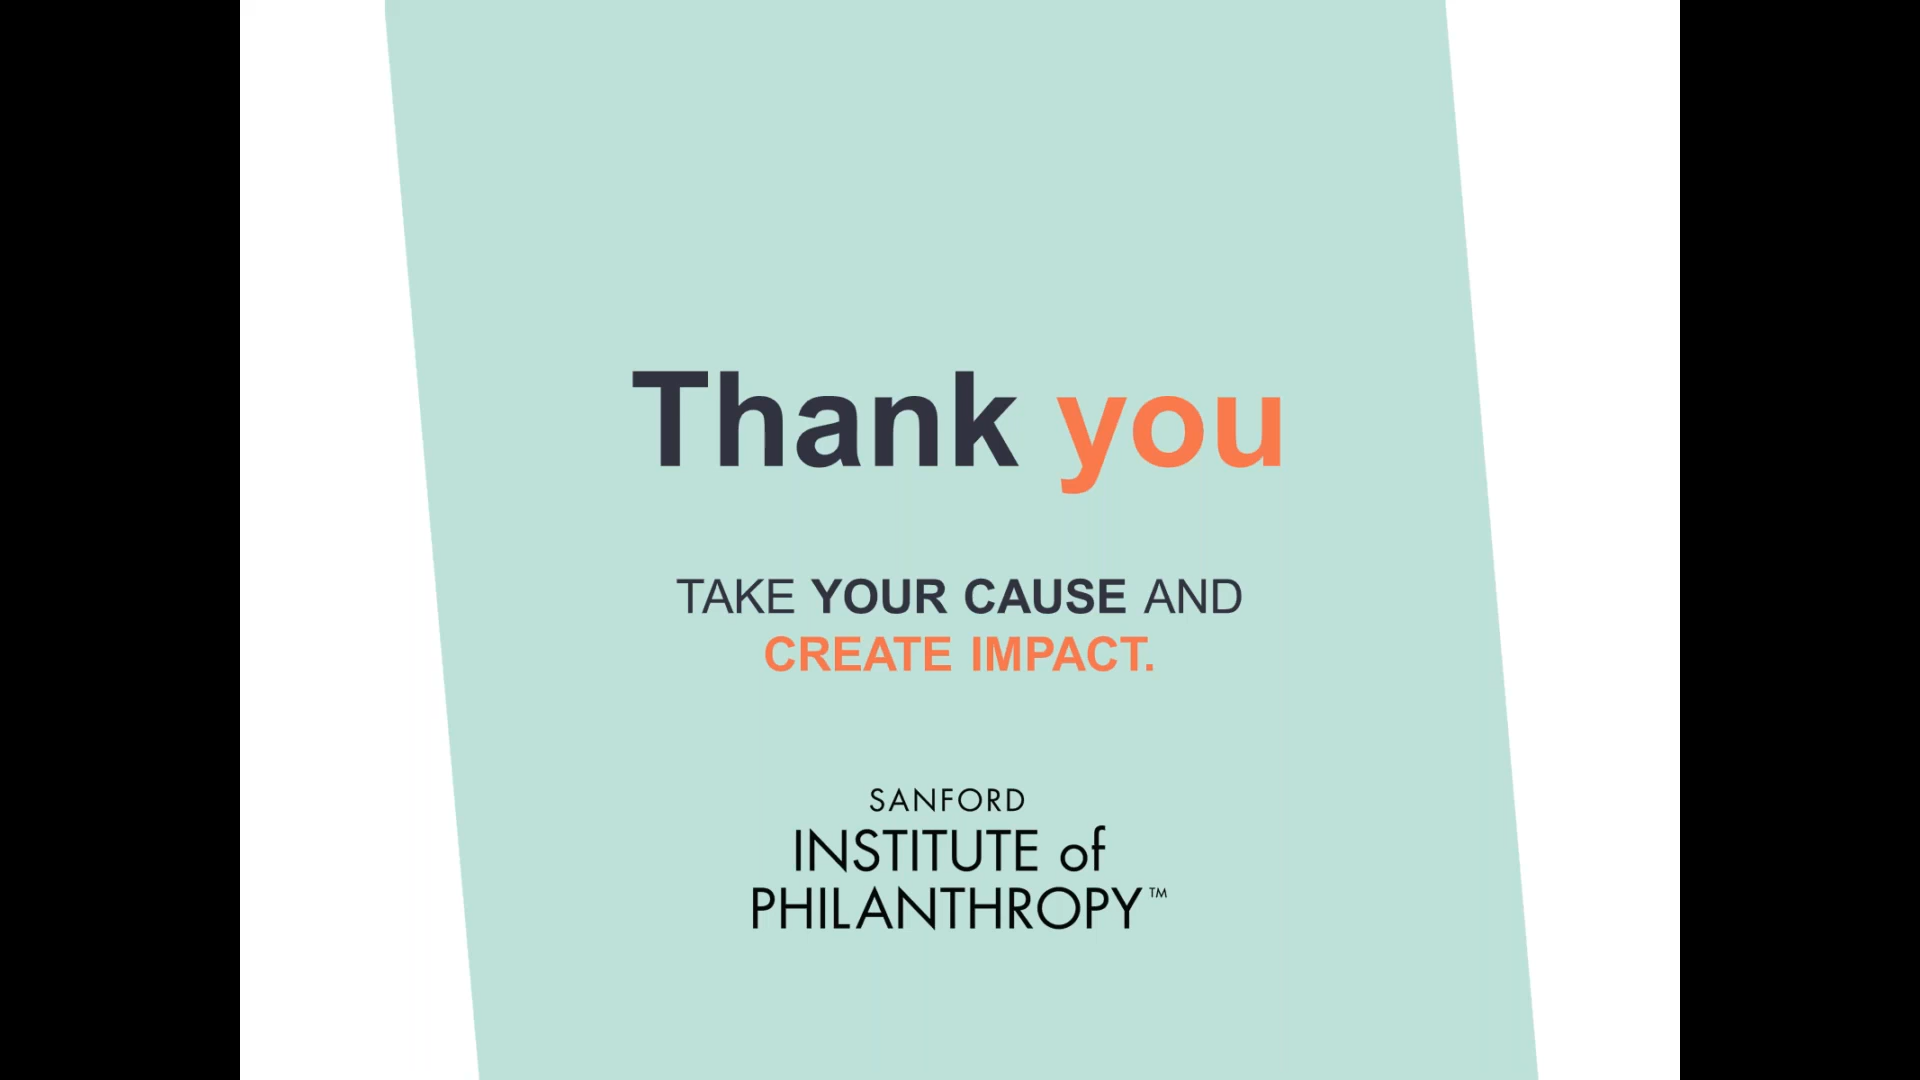 Thank you
TAKE YOUR CAUSE AND
CREATE IMPACT.
SANFORD
INSTITUTE of
PHILANTHROPY™